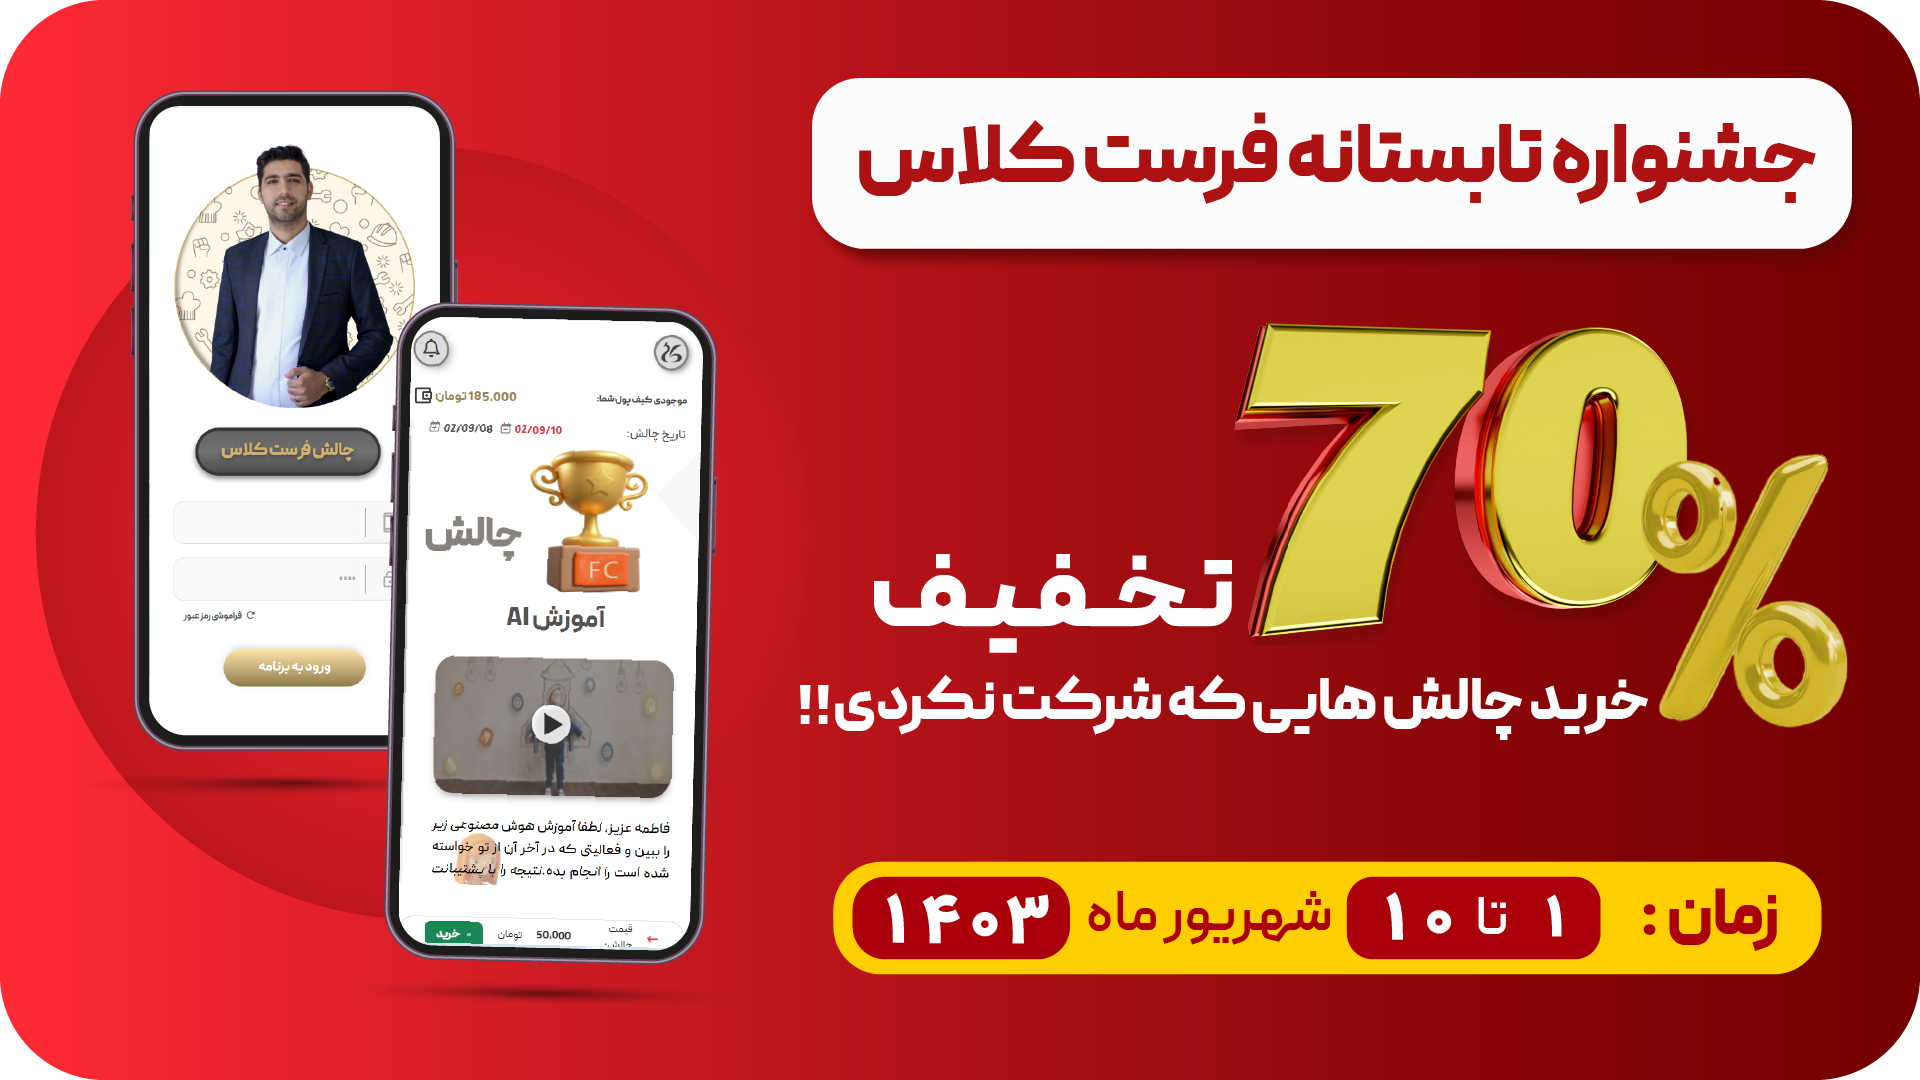 جشنواره تابستانه فرست کلاس
70%
تخفیف
خرید چالش هایی که شرکت نکردی!!
زمان : ۱ تا ۱۰ شهریور ماه ۱۴۰۳
چالش فرست کلاس
....
فراموشی رمز عبور
ورود به برنامه
موجودی کیف پول شما: 185,000 تومان
تاریخ چالش: 02/09/10 02/09/08
چالش
FC
آموزش AI
فاطمه عزیز، لطفا آموزش هوش مصنوعی زیر
را ببین و فعالیتی که در آخر آن از تو خواسته
شده است را انجام بده.نتیجه را با پشتیبانت
قیمت چالش: 50,000 تومان
خرید